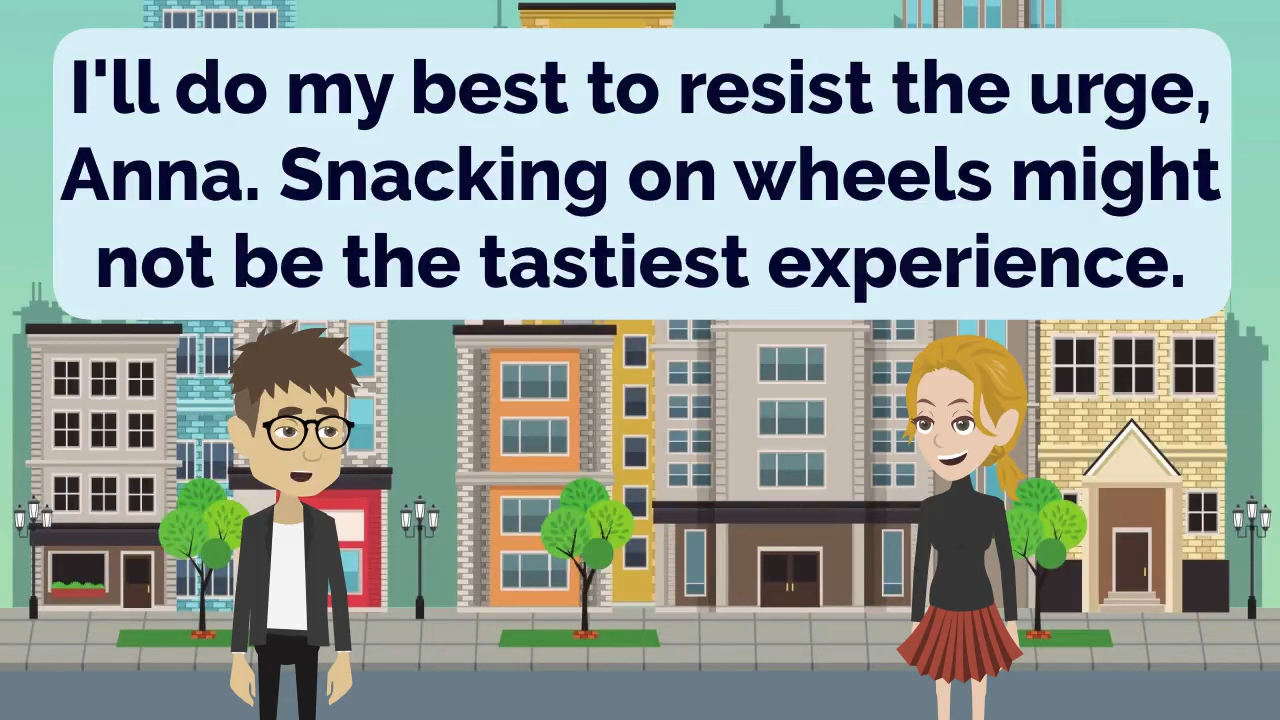 I'll do my best to resist the urge,
Anna. Snacking on wheels might
not be the tastiest experience.